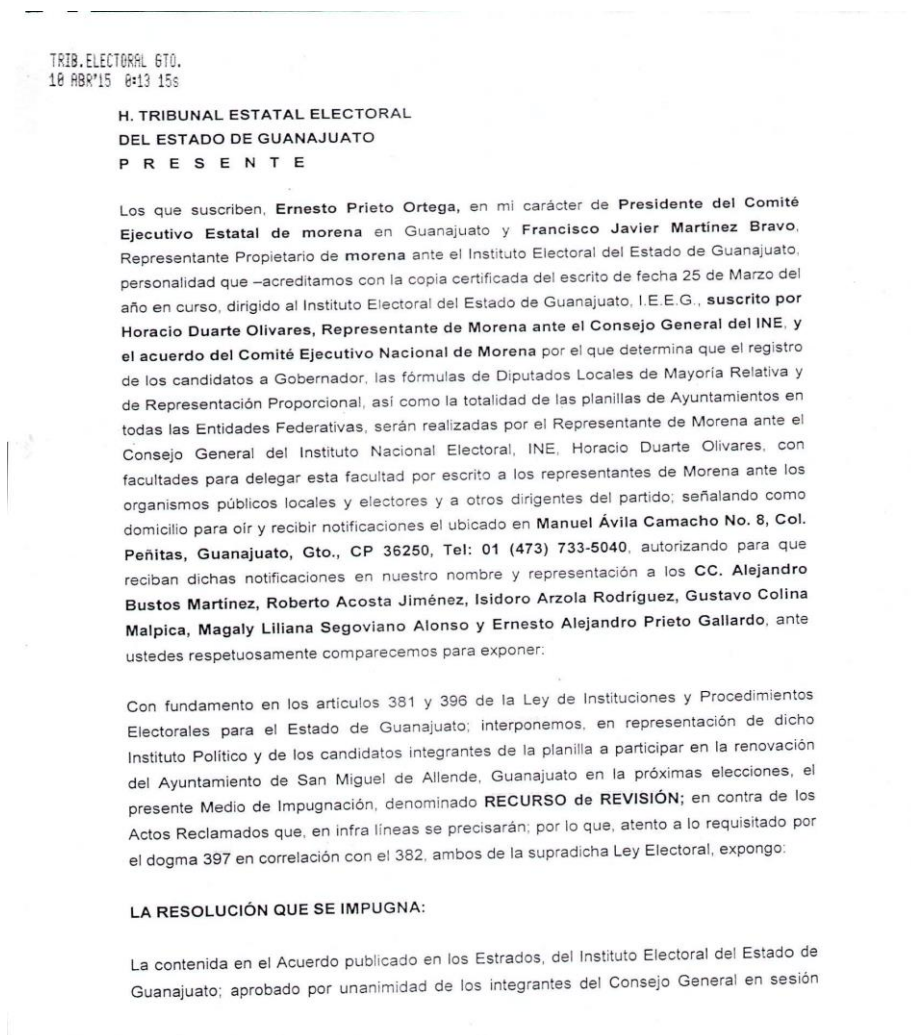 TRIB.ELECTORAL GTO.
10 ABR'15 0:13 15s
H. TRIBUNAL ESTATAL ELECTORAL
DEL ESTADO DE GUANAJUATO
P R E S E N T E
Los que suscriben, Ernesto Prieto Ortega, en mi carácter de Presidente del Comité
Ejecutivo Estatal de morena en Guanajuato y Francisco Javier Martínez Bravo,
Representante Propietario de morena ante el Instituto Electoral del Estado de Guanajuato,
personalidad que –acreditamos con la copia certificada del escrito de fecha 25 de Marzo del
año en curso, dirigido al Instituto Electoral del Estado de Guanajuato, I.E.E.G., suscrito por
Horacio Duarte Olivares, Representante de Morena ante el Consejo General del INE, y
el acuerdo del Comité Ejecutivo Nacional de Morena por el que determina que el registro
de los candidatos a Gobernador, las fórmulas de Diputados Locales de Mayoría Relativa y
de Representación Proporcional, así como la totalidad de las planillas de Ayuntamientos en
todas las Entidades Federativas, serán realizadas por el Representante de Morena ante el
Consejo General del Instituto Nacional Electoral, INE, Horacio Duarte Olivares, con
facultades para delegar esta facultad por escrito a los representantes de Morena ante los
organismos públicos locales y electores y a otros dirigentes del partido; señalando como
domicilio para oír y recibir notificaciones el ubicado en Manuel Ávila Camacho No. 8, Col.
Peñitas, Guanajuato, Gto., CP 36250, Tel: 01 (473) 733-5040, autorizando para que
reciban dichas notificaciones en nuestro nombre y representación a los CC. Alejandro
Bustos Martínez, Roberto Acosta Jiménez, Isidoro Arzola Rodríguez, Gustavo Colina
Malpica, Magaly Liliana Segoviano Alonso y Ernesto Alejandro Prieto Gallardo, ante
ustedes respetuosamente comparecemos para exponer:
Con fundamento en los artículos 381 y 396 de la Ley de Instituciones y Procedimientos
Electorales para el Estado de Guanajuato; interponemos, en representación de dicho
Instituto Político y de los candidatos integrantes de la planilla a participar en la renovación
del Ayuntamiento de San Miguel de Allende, Guanajuato en la próximas elecciones, el
presente Medio de Impugnación, denominado RECURSO de REVISIÓN; en contra de los
Actos Reclamados que, en infra líneas se precisarán; por lo que, atento a lo requisitado por
el dogma 397 en correlación con el 382, ambos de la supradicha Ley Electoral, expongo:
LA RESOLUCIÓN QUE SE IMPUGNA:
La contenida en el Acuerdo publicado en los Estrados, del Instituto Electoral del Estado de
Guanajuato; aprobado por unanimidad de los integrantes del Consejo General en sesión